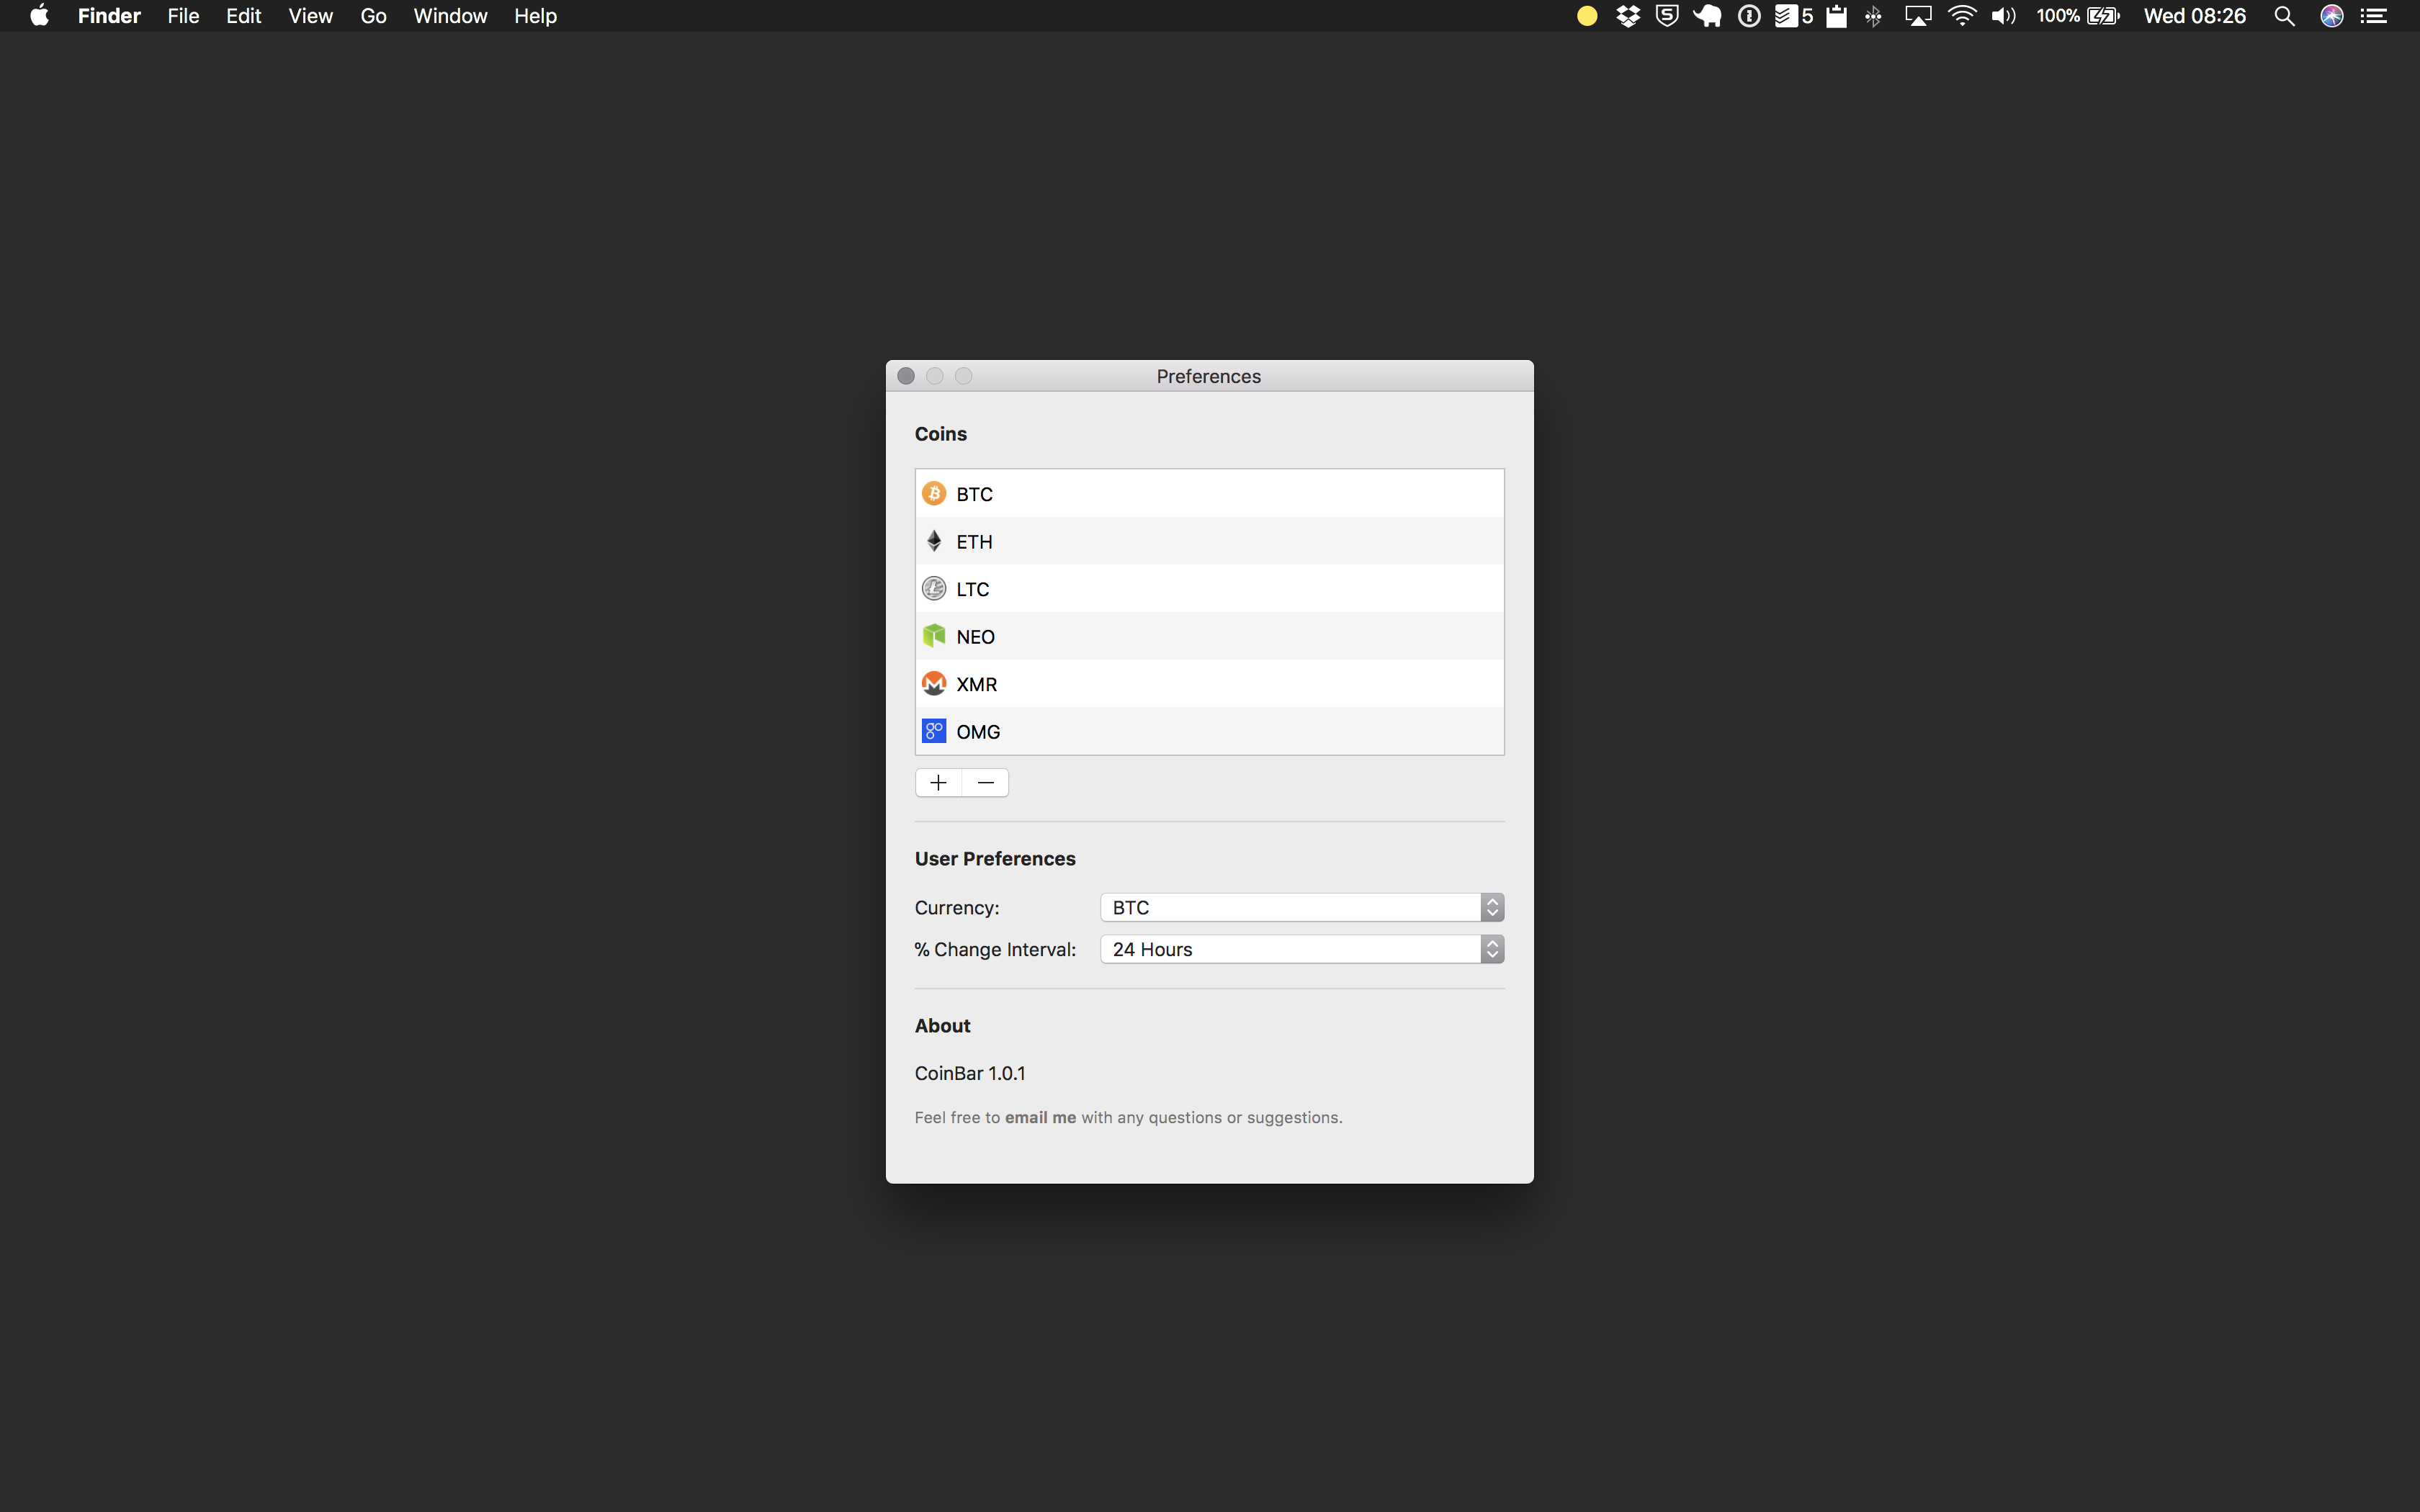 Finder File Edit View Go Window Help 5 100% Wed 08:26
Preferences
Coins
BTC
ETH
LTC
NEO
XMR
OMG
User Preferences
Currency: BTC
% Change Interval: 24 Hours
About
CoinBar 1.0.1
Feel free to email me with any questions or suggestions.